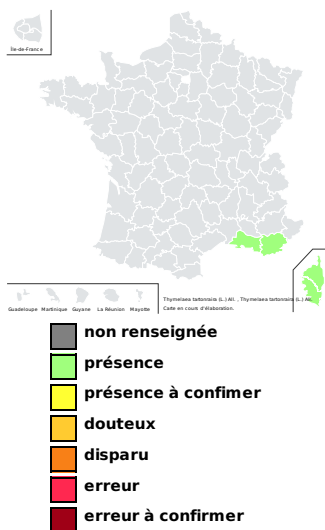 Île-de-France
Guadeloupe Martinique Guyane La Réunion Mayotte
Thymelaea tartonraira (L.) All. , Thymelaea tartonraira (L.) All.
Carte en cours d'élaboration.
non renseignée
présence
présence à confimer
douteux
disparu
erreur
erreur à confirmer